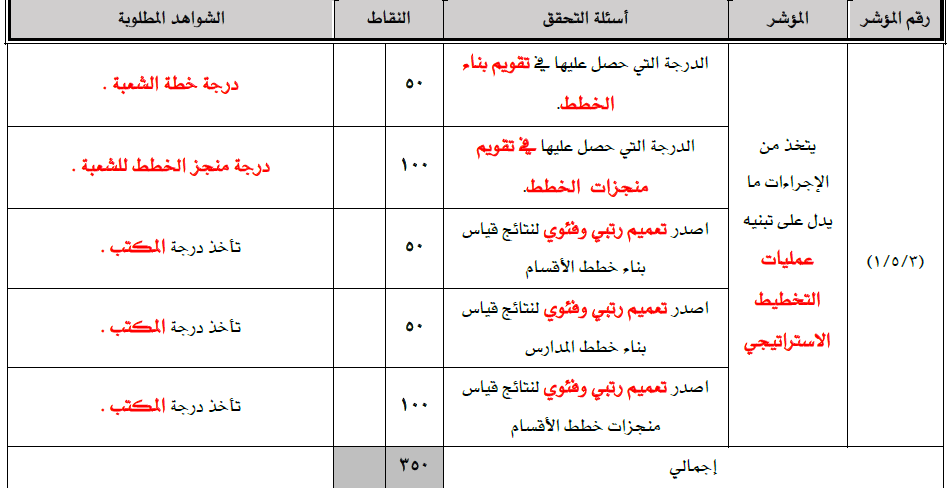 رقم المؤشر المؤشر أسئلة التحقق النقاط الشواهد المطلوبة
(١/٥/٣)
يتخذ من
الإجراءات ما
يدل على تبنيه
عمليات
التخطيط
الاستراتيجي
الدرجة التي حصل عليها في تقويم بناء
الخطط.
٥٠
درجة خطة الشعبة .
الدرجة التي حصل عليها في تقويم
منجزات الخطط.
١٠٠
درجة منجز الخطط للشعبة .
اصدر تعميم رتبي وفئوي لنتائج قياس
بناء خطط الأقسام
٥٠
تأخذ درجة المكتب .
اصدر تعميم رتبي وفئوي لنتائج قياس
بناء خطط المدارس
٥٠
تأخذ درجة المكتب .
اصدر تعميم رتبي وفئوي لنتائج قياس
منجزات خطط الأقسام
١٠٠
تأخذ درجة المكتب .
إجمالي
٣٥٠